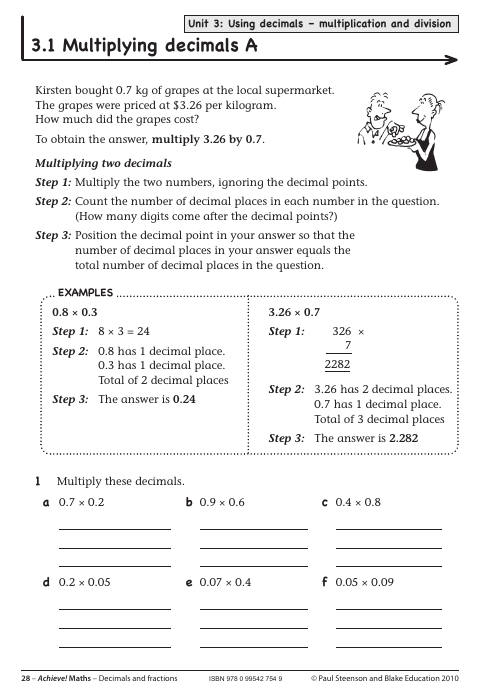 Unit 3: Using decimals – multiplication and division
3.1 Multiplying decimals A
Kirsten bought 0.7 kg of grapes at the local supermarket.
The grapes were priced at $3.26 per kilogram.
How much did the grapes cost?
To obtain the answer, multiply 3.26 by 0.7.
Multiplying two decimals
Step 1: Multiply the two numbers, ignoring the decimal points.
Step 2: Count the number of decimal places in each number in the question.
(How many digits come after the decimal points?)
Step 3: Position the decimal point in your answer so that the
number of decimal places in your answer equals the
total number of decimal places in the question.
EXAMPLES
0.8 × 0.3
Step 1: 8 × 3 = 24
Step 2: 0.8 has 1 decimal place.
0.3 has 1 decimal place.
Total of 2 decimal places
Step 3: The answer is 0.24
3.26 × 0.7
Step 1: 326 ×
7
2282
Step 2: 3.26 has 2 decimal places.
0.7 has 1 decimal place.
Total of 3 decimal places
Step 3: The answer is 2.282
1 Multiply these decimals.
a 0.7 × 0.2 b 0.9 × 0.6 c 0.4 × 0.8
d 0.2 × 0.05 e 0.07 × 0.4 f 0.05 × 0.09
28 – Achieve! Maths – Decimals and fractions ISBN 978 0 99542 754 9 © Paul Steenson and Blake Education 2010